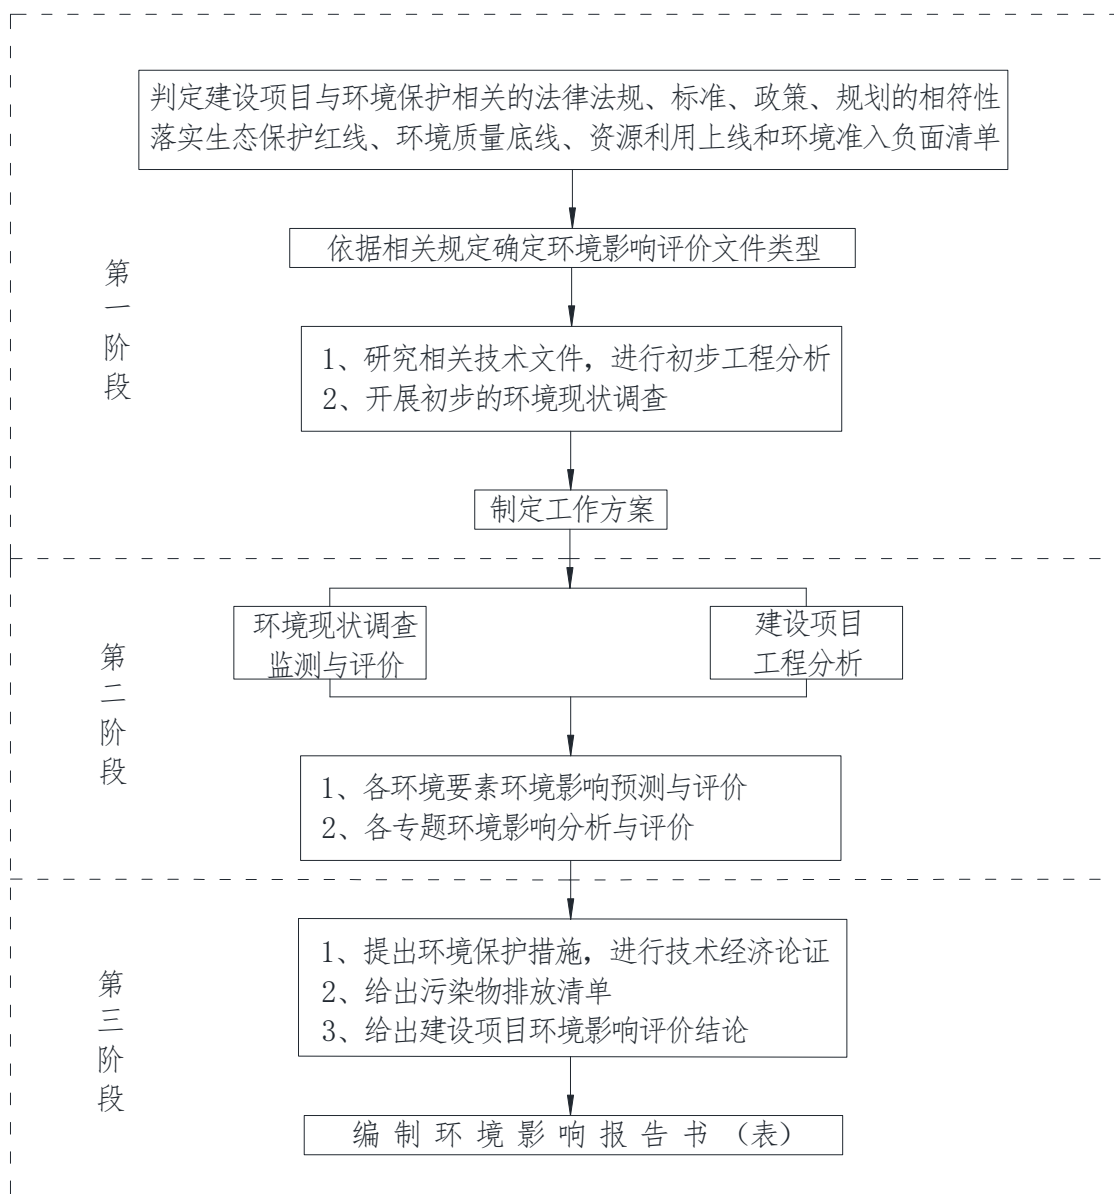 判定建设项目与环境保护相关的法律法规、标准、政策、规划的相符性
落实生态保护红线、环境质量底线、资源利用上线和环境准入负面清单
依据相关规定确定环境影响评价文件类型
第一阶段
1、研究相关技术文件，进行初步工程分析
2、开展初步的环境现状调查
制定工作方案
第二阶段
环境现状调查
监测与评价
建设项目
工程分析
1、各环境要素环境影响预测与评价
2、各专题环境影响分析与评价
第三阶段
1、提出环境保护措施，进行技术经济论证
2、给出污染物排放清单
3、给出建设项目环境影响评价结论
编制环境影响报告书（表）